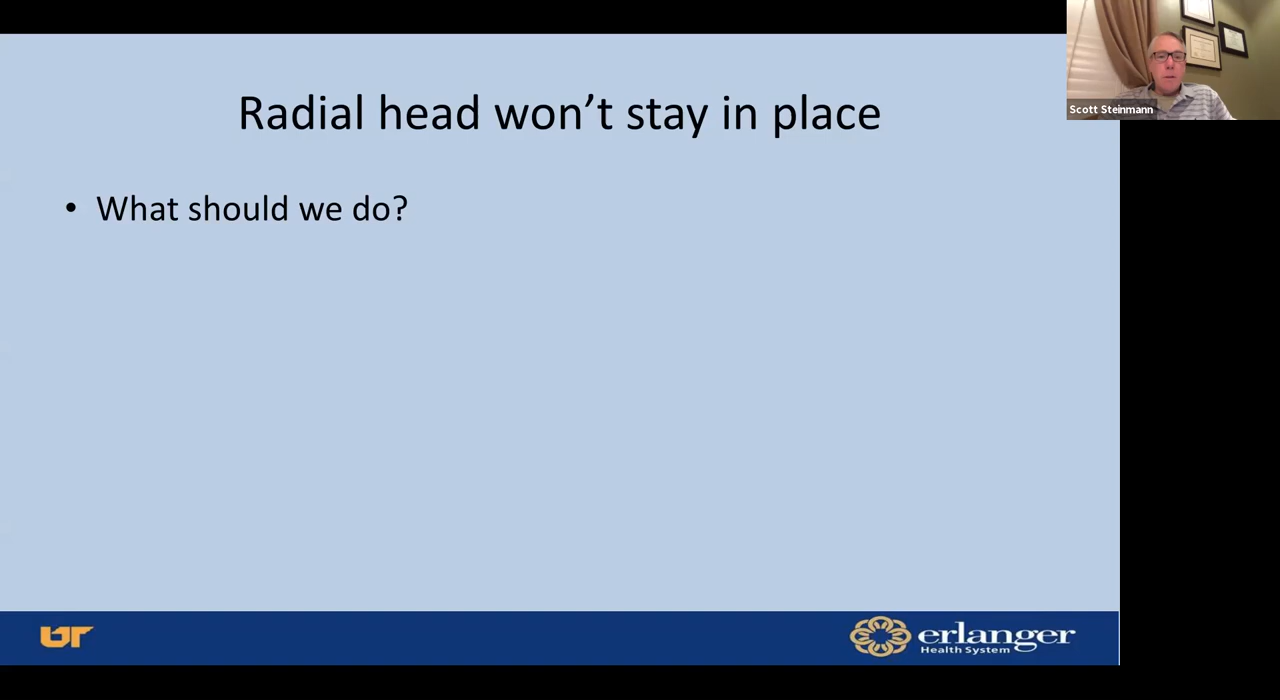 Scott Steinmann
Radial head won’t stay in place
• What should we do?
UT
erlanger
Health System